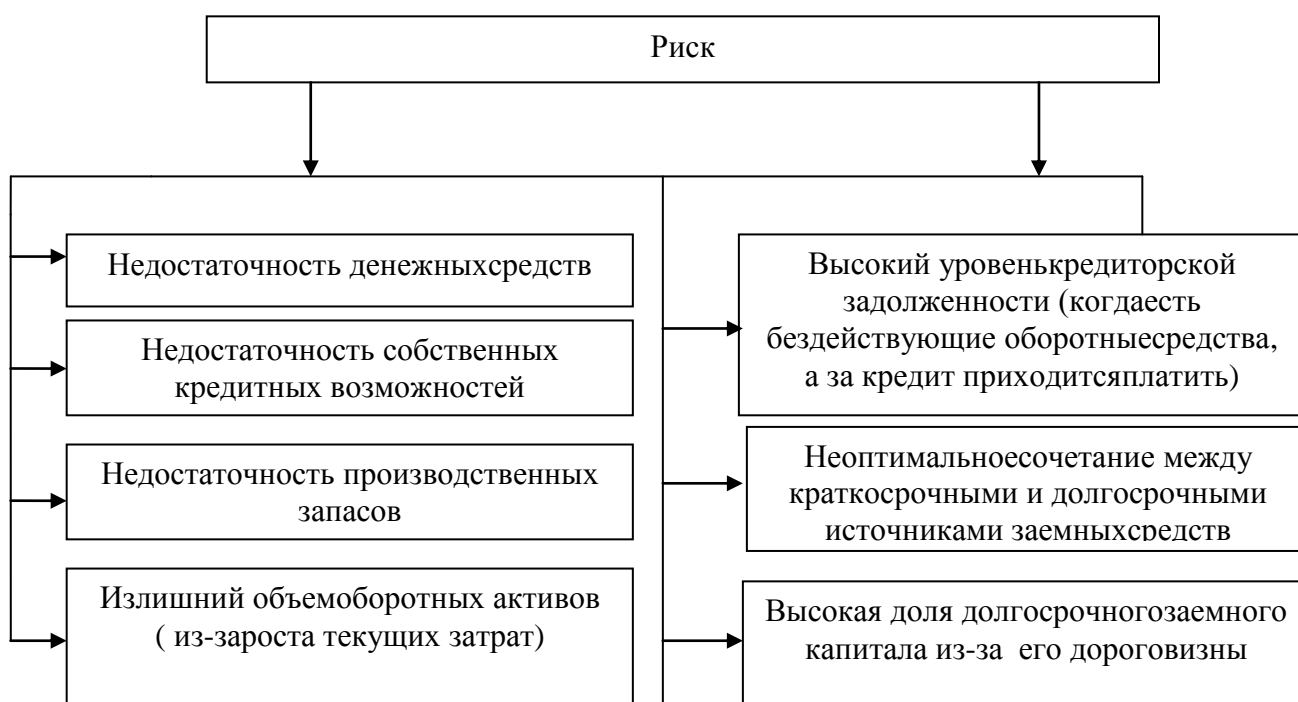 Риск
Недостаточность денежныхсредств
Недостаточность собственных
кредитных возможностей
Недостаточность производственных
запасов
Излишний объемоборотных активов
( из-зароста текущих затрат)
Высокий уровенькредиторской
задолженности (когдаесть
бездействующие оборотныесредства,
а за кредит приходитсяплатить)
Неоптимальноесочетание между
краткосрочными и долгосрочными
источниками заемныхсредств
Высокая доля долгосрочногозаемного
капитала из-за его дороговизны